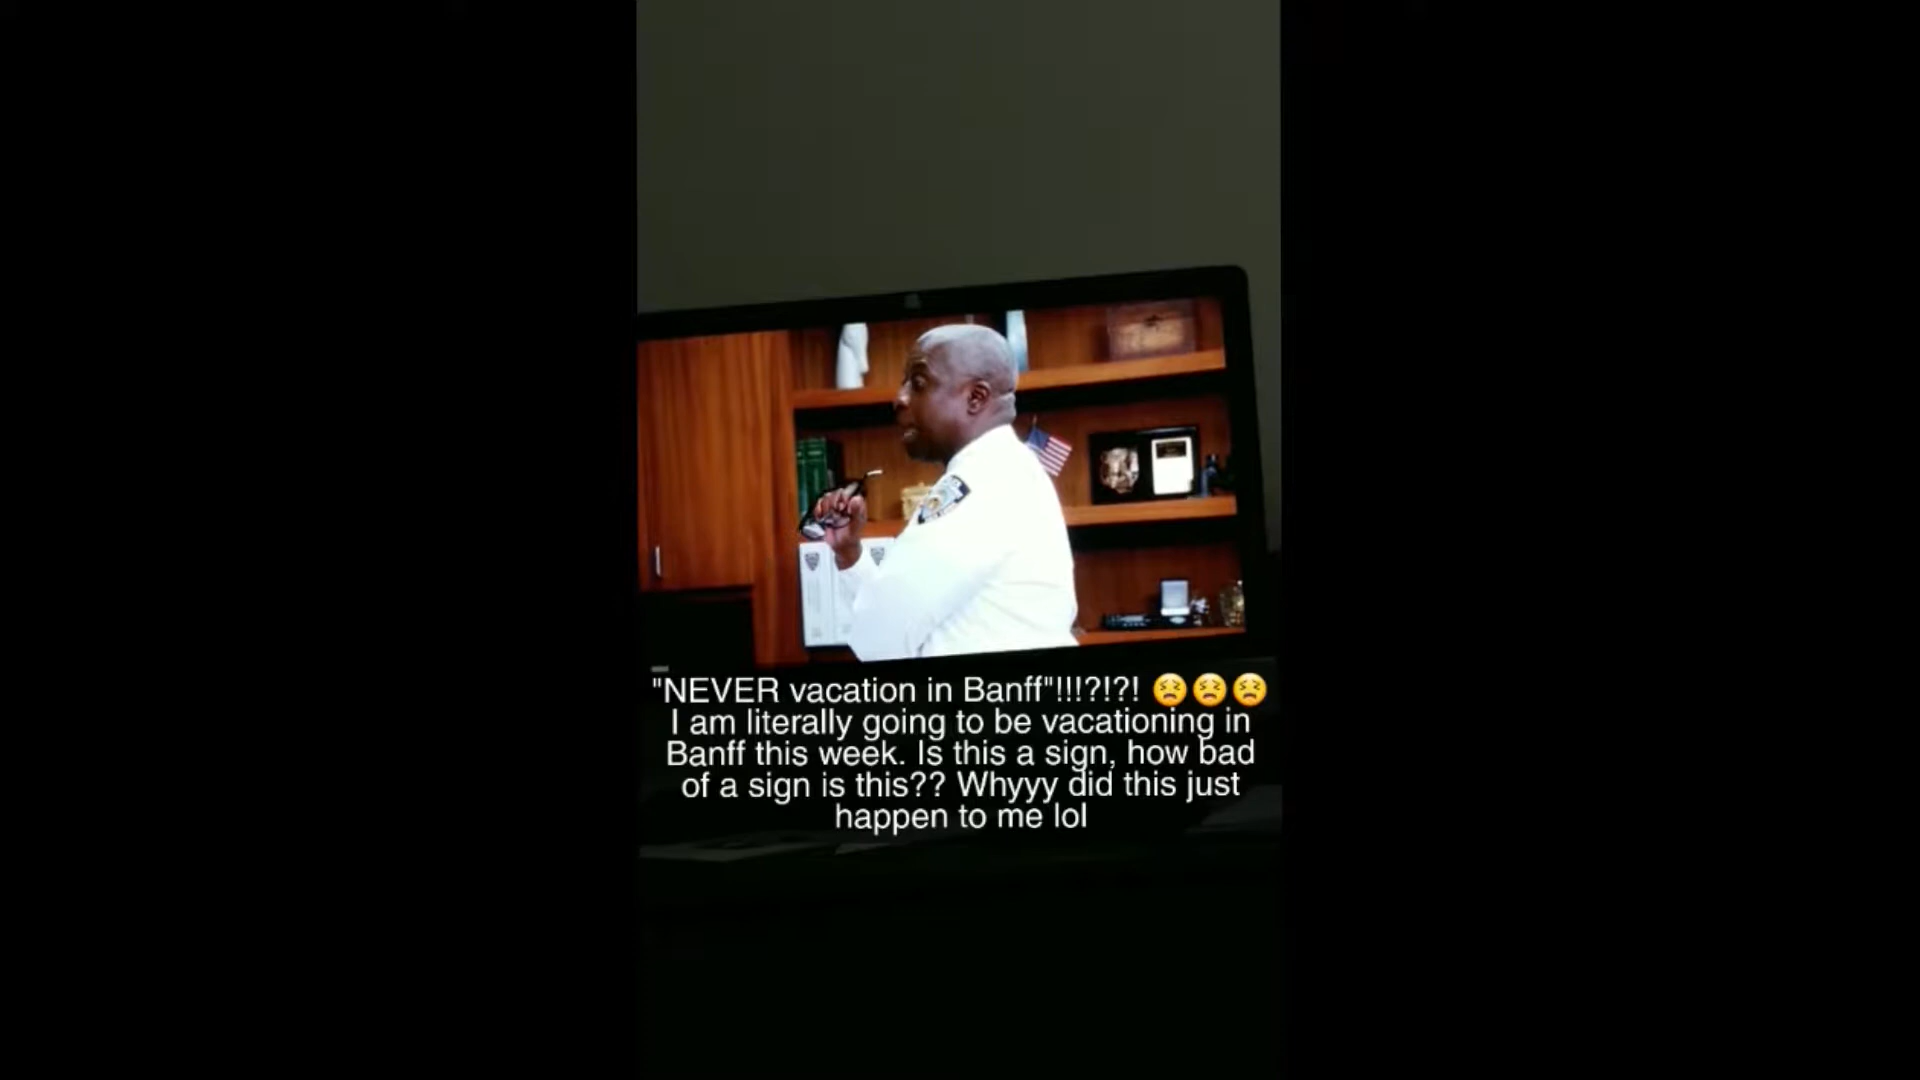 "NEVER vacation in Banff"!!!?!?! 😣😣😣
I am literally going to be vacationing in
Banff this week. Is this a sign, how bad
of a sign is this?? Whyyy did this just
happen to me lol